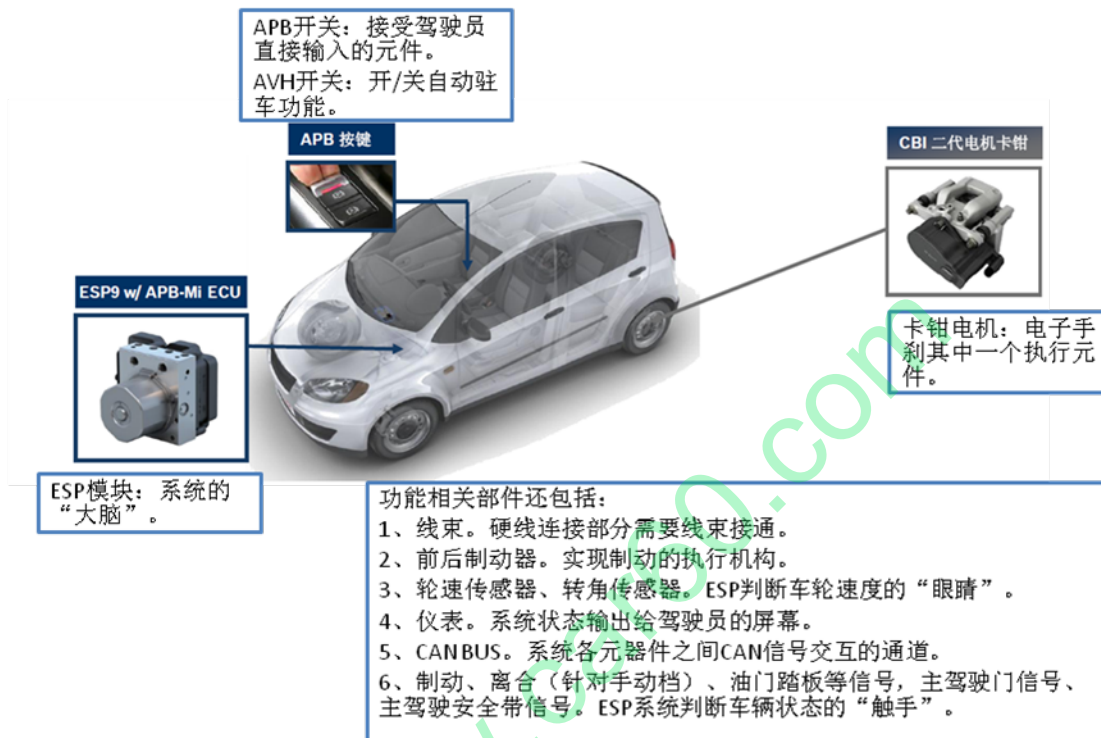 APB开关：接受驾驶员
直接输入的元件。
AVH开关：开/关自动驻
车功能。
APB 按键
CBI 二代电机卡钳
ESP9 w/ APB-Mi ECU
卡钳电机：电子手
刹其中一个执行元
件。
ESP模块：系统的
“大脑”。
功能相关部件还包括：
1、线束。硬线连接部分需要线束接通。
2、前后制动器。实现制动的执行机构。
3、轮速传感器、转角传感器。ESP判断车轮速度的“眼睛”。
4、仪表。系统状态输出给驾驶员的屏幕。
5、CAN BUS。系统各元器件之间CAN信号交互的通道。
6、制动、离合（针对手动档）、油门踏板等信号，主驾驶门信号、
主驾驶安全带信号。ESP系统判断车辆状态的“触手”。
.car60.com